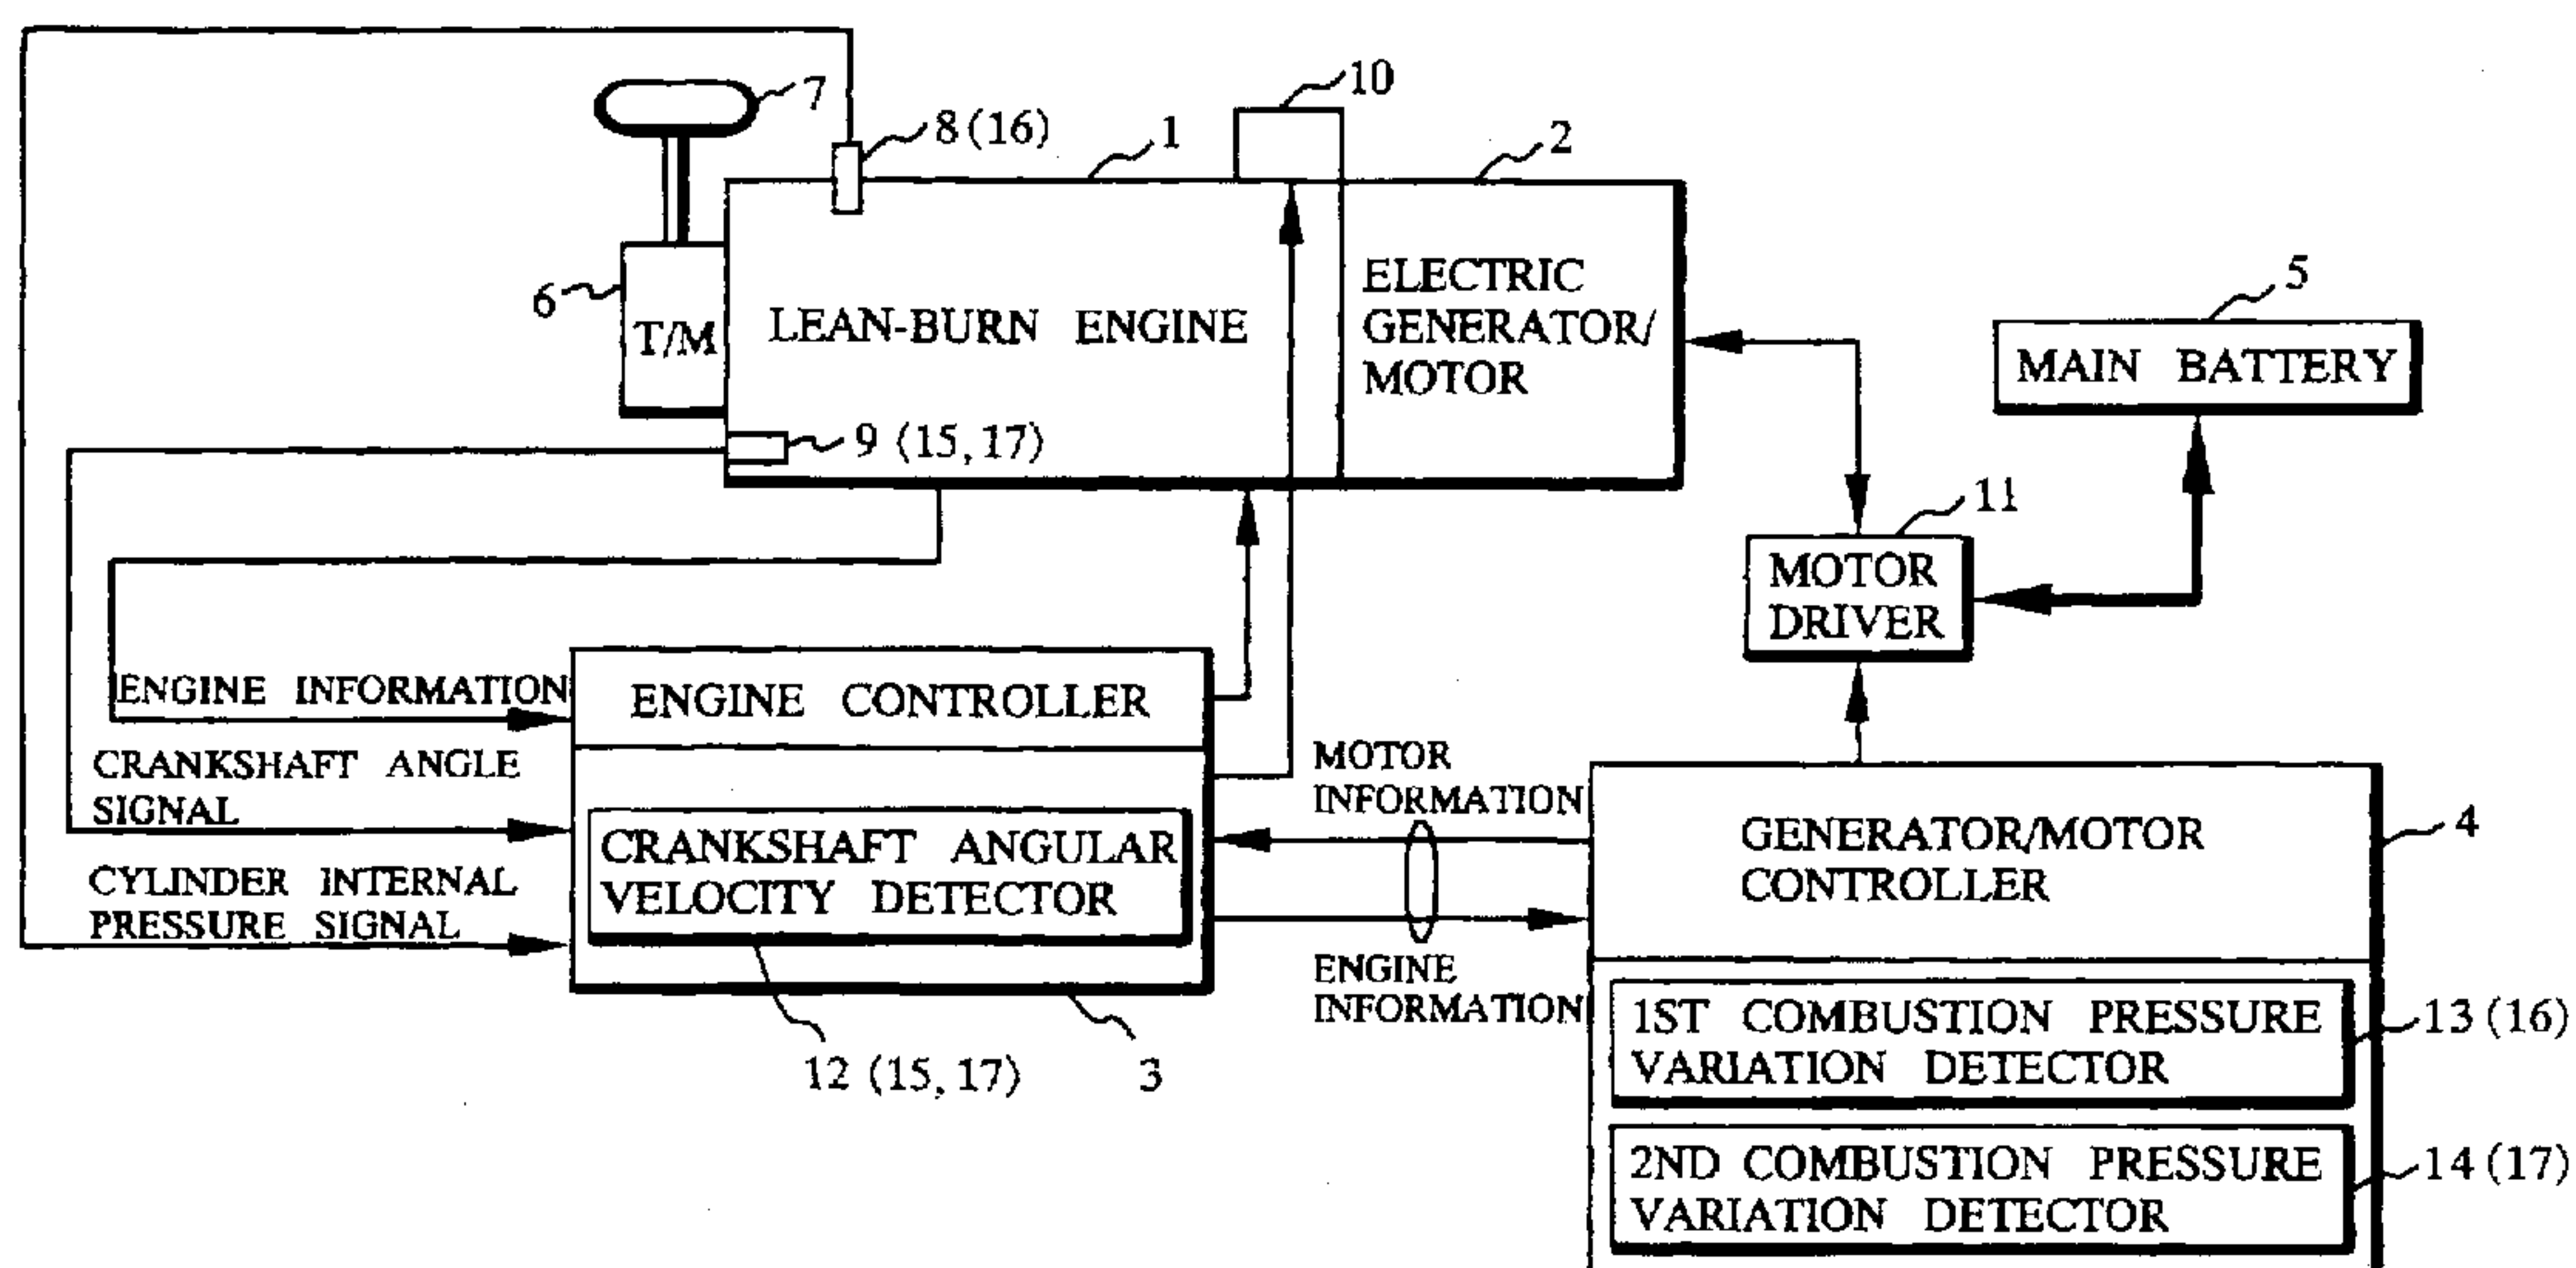 10
7
8 (16)
1
2
6
T/M
LEAN-BURN ENGINE
ELECTRIC
GENERATOR/
MOTOR
5
MAIN BATTERY
9 (15, 17)
11
MOTOR
DRIVER
ENGINE INFORMATION
ENGINE CONTROLLER
CRANKSHAFT ANGLE
SIGNAL
MOTOR
INFORMATION
CRANKSHAFT ANGULAR
VELOCITY DETECTOR
GENERATOR/MOTOR
CONTROLLER
4
CYLINDER INTERNAL
PRESSURE SIGNAL
ENGINE
INFORMATION
12 (15, 17)
3
1ST COMBUSTION PRESSURE
VARIATION DETECTOR
13 (16)
2ND COMBUSTION PRESSURE
VARIATION DETECTOR
14 (17)